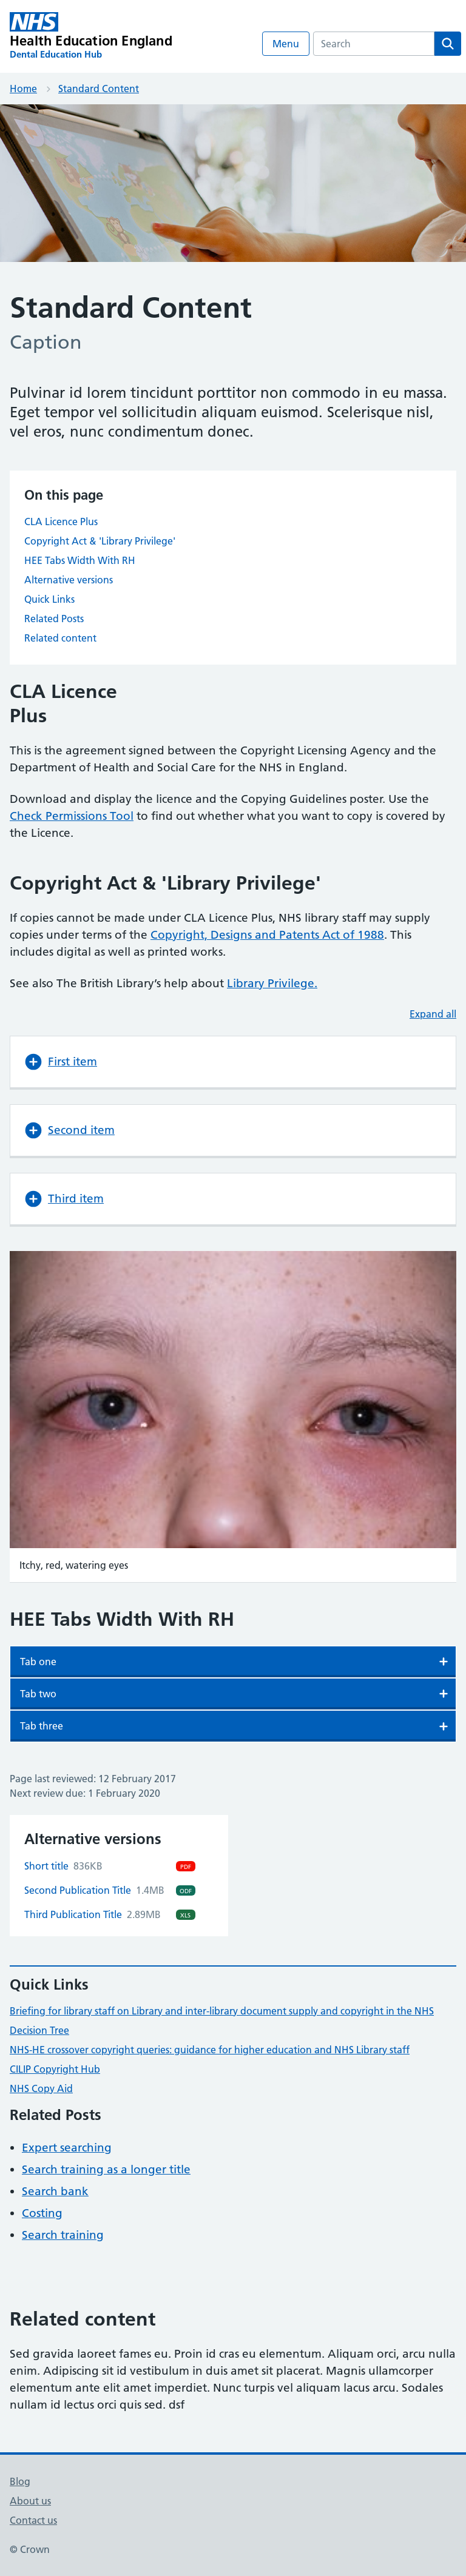 NHS
Health Education England
Dental Education Hub
Menu
Search
Home
Standard Content
Standard Content
Caption
Pulvinar id lorem tincidunt porttitor non commodo in eu massa.
Eget tempor vel sollicitudin aliquam euismod. Scelerisque nisl,
vel eros, nunc condimentum donec.
On this page
CLA Licence Plus
Copyright Act & 'Library Privilege'
HEE Tabs Width With RH
Alternative versions
Quick Links
Related Posts
Related content
CLA Licence
Plus
This is the agreement signed between the Copyright Licensing Agency and the
Department of Health and Social Care for the NHS in England.
Download and display the licence and the Copying Guidelines poster. Use the
Check Permissions Tool to find out whether what you want to copy is covered by
the Licence.
Copyright Act & 'Library Privilege'
If copies cannot be made under CLA Licence Plus, NHS library staff may supply
copies under terms of the Copyright, Designs and Patents Act of 1988. This
includes digital as well as printed works.
See also The British Library’s help about Library Privilege.
Expand all
First item
Second item
Third item
Itchy, red, watering eyes
HEE Tabs Width With RH
Tab one
Tab two
Tab three
Page last reviewed: 12 February 2017
Next review due: 1 February 2020
Alternative versions
Short title 836KB PDF
Second Publication Title 1.4MB ODF
Third Publication Title 2.89MB XLS
Quick Links
Briefing for library staff on Library and inter-library document supply and copyright in the NHS
Decision Tree
NHS-HE crossover copyright queries: guidance for higher education and NHS Library staff
CILIP Copyright Hub
NHS Copy Aid
Related Posts
Expert searching
Search training as a longer title
Search bank
Costing
Search training
Related content
Sed gravida laoreet fames eu. Proin id cras eu elementum. Aliquam orci, arcu nulla
enim. Adipiscing sit id vestibulum in duis amet sit placerat. Magnis ullamcorper
elementum ante elit amet imperdiet. Nunc turpis vel aliquam lacus arcu. Sodales
nullam id lectus orci quis sed. dsf
Blog
About us
Contact us
© Crown